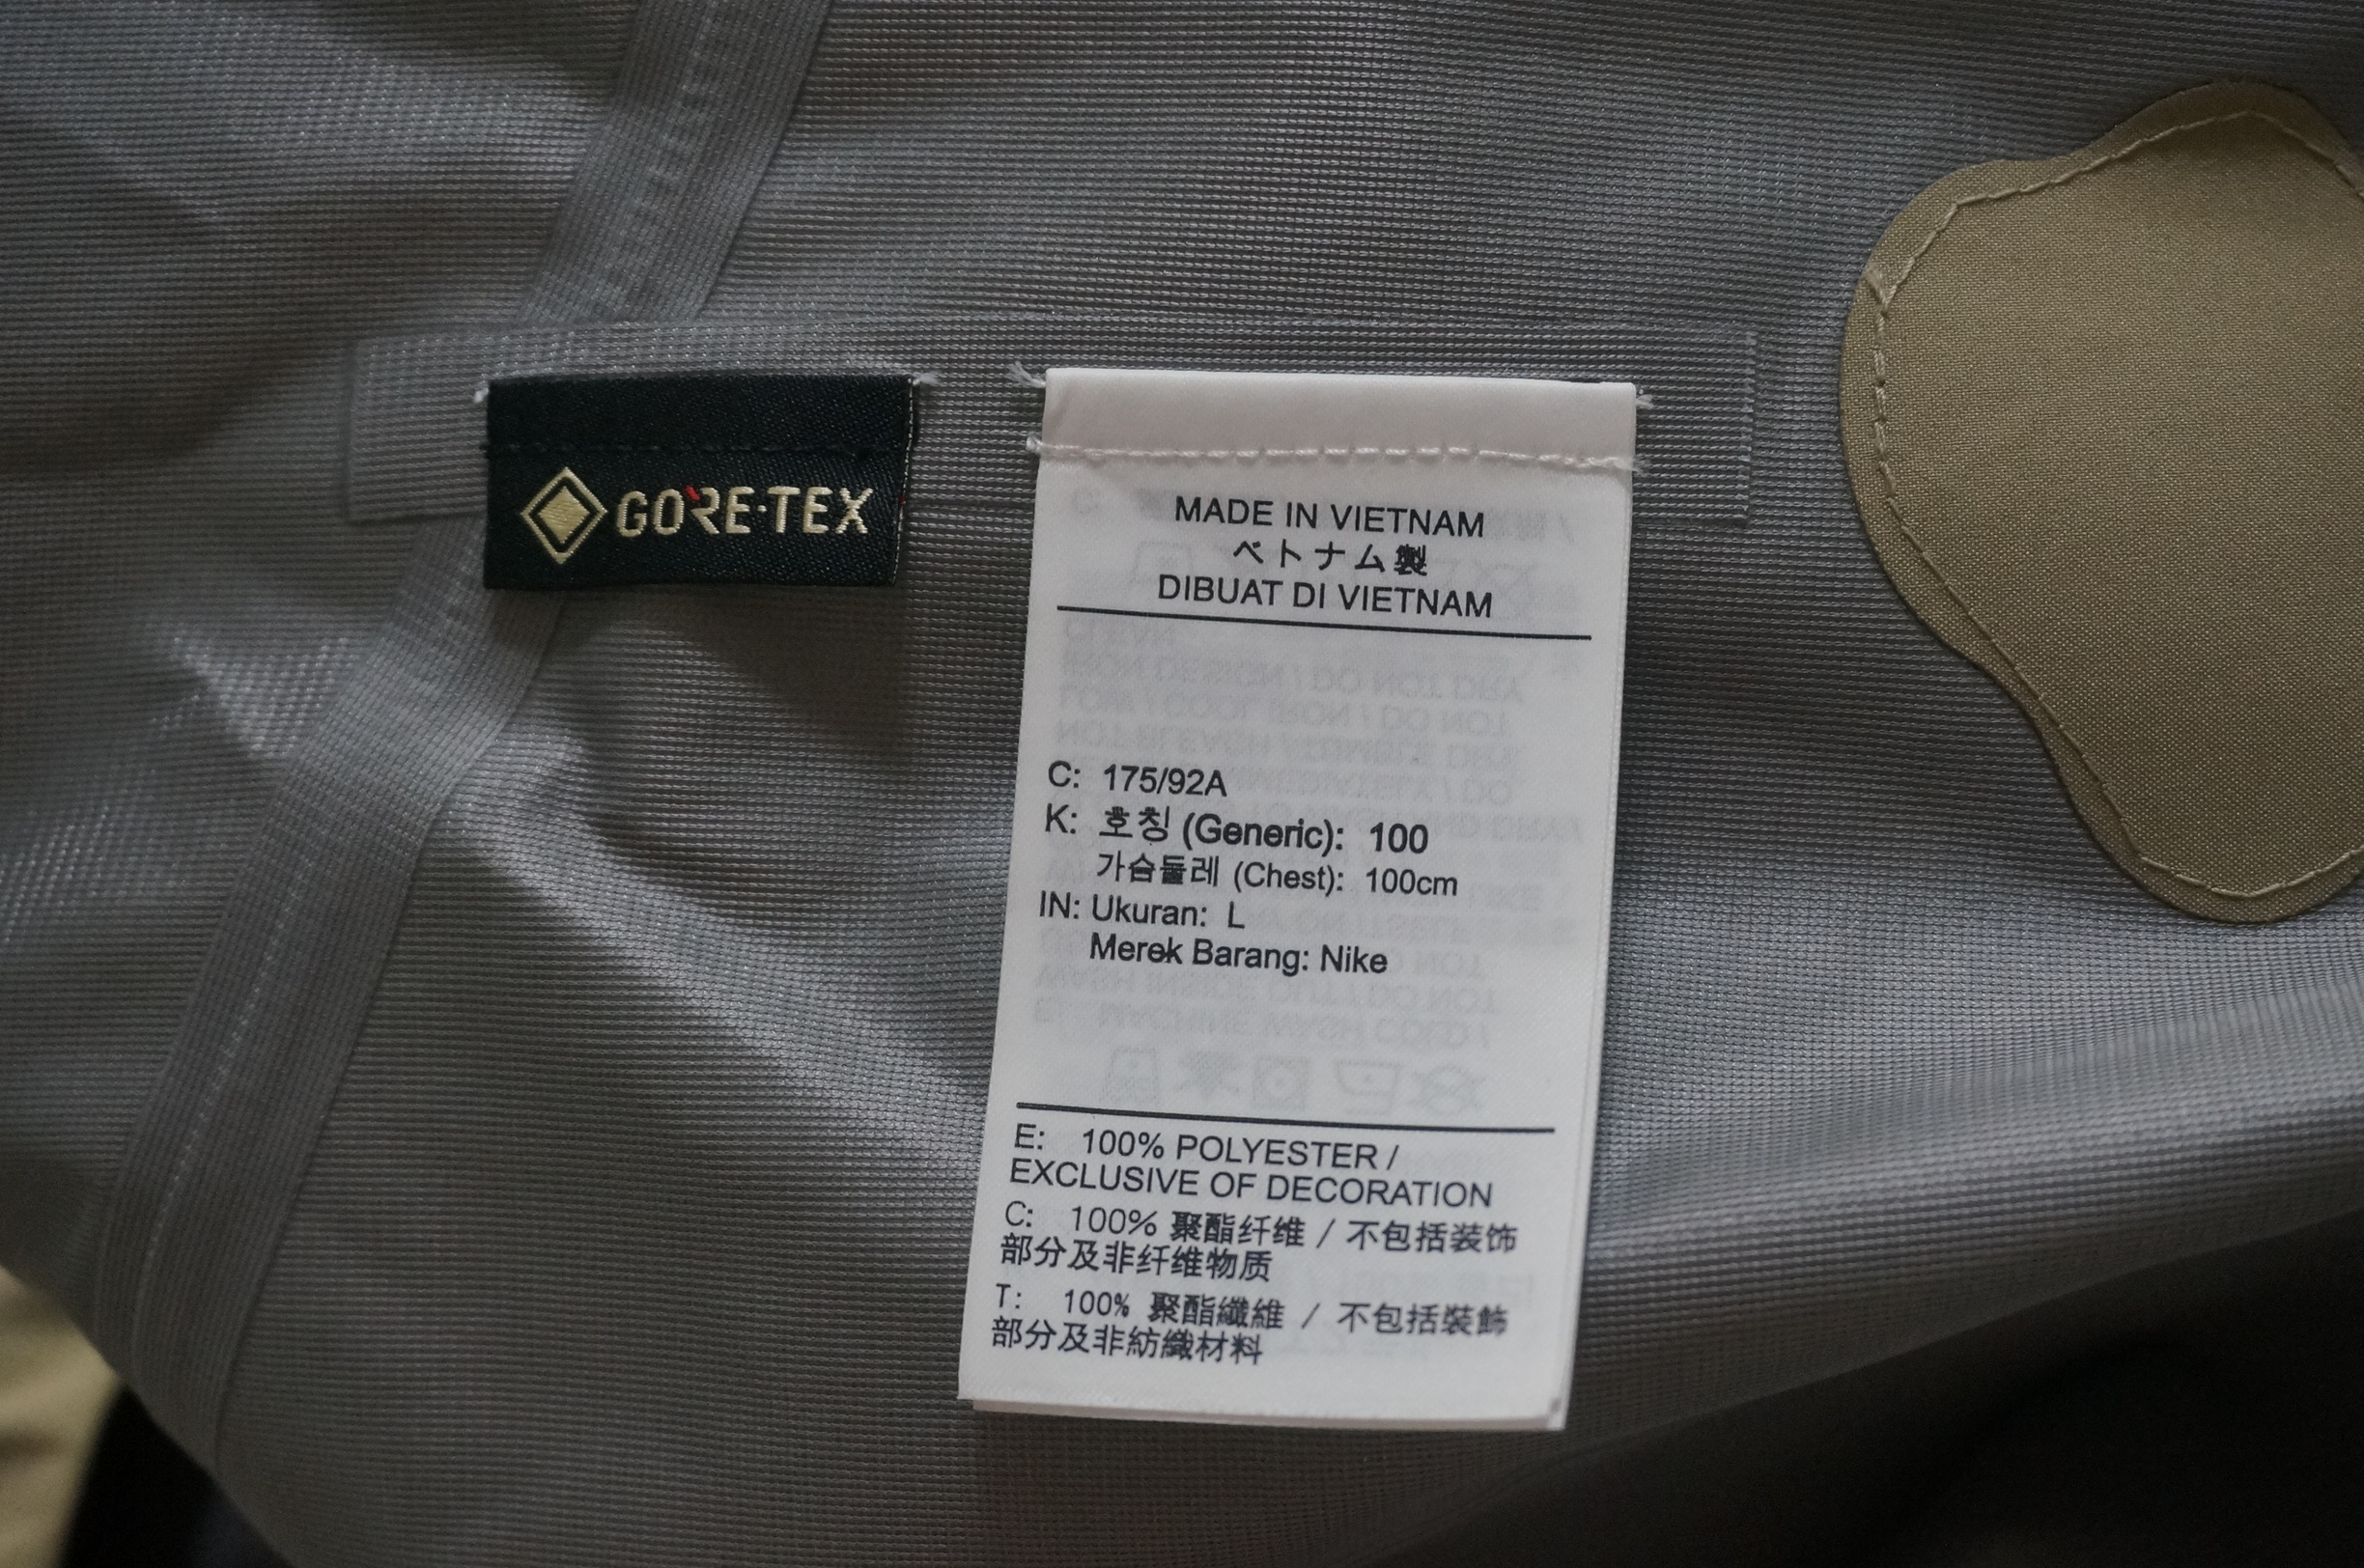 GORE-TEX
MADE IN VIETNAM
ベトナム製
DIBUAT DI VIETNAM
C: 175/92A
K: 호칭 (Generic): 100
가슴둘레 (Chest): 100cm
IN: Ukuran: L
Merek Barang: Nike
E: 100% POLYESTER /
EXCLUSIVE OF DECORATION
C: 100% 聚酯纤维 / 不包括装饰
部分及非纤维物质
T: 100% 聚酯纖維 / 不包括裝飾
部分及非紡織材料